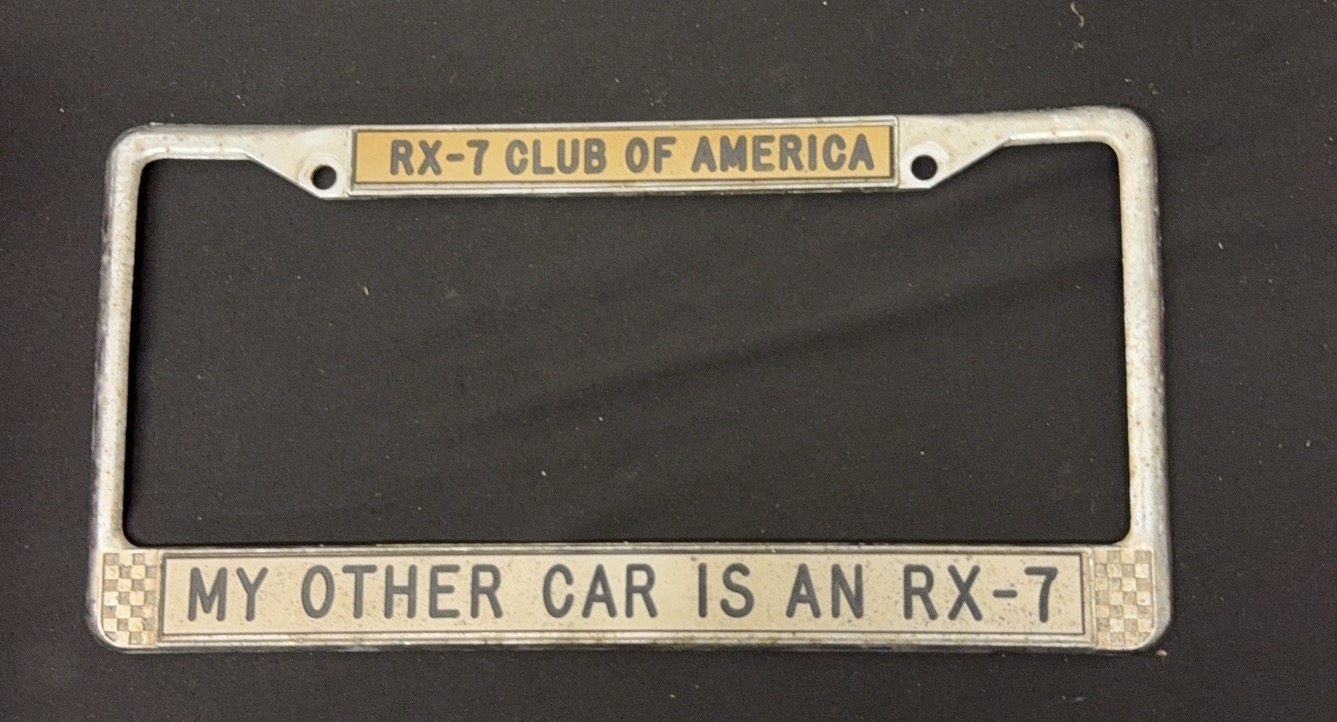 RX-7 CLUB OF AMERICA
MY OTHER CAR IS AN RX-7